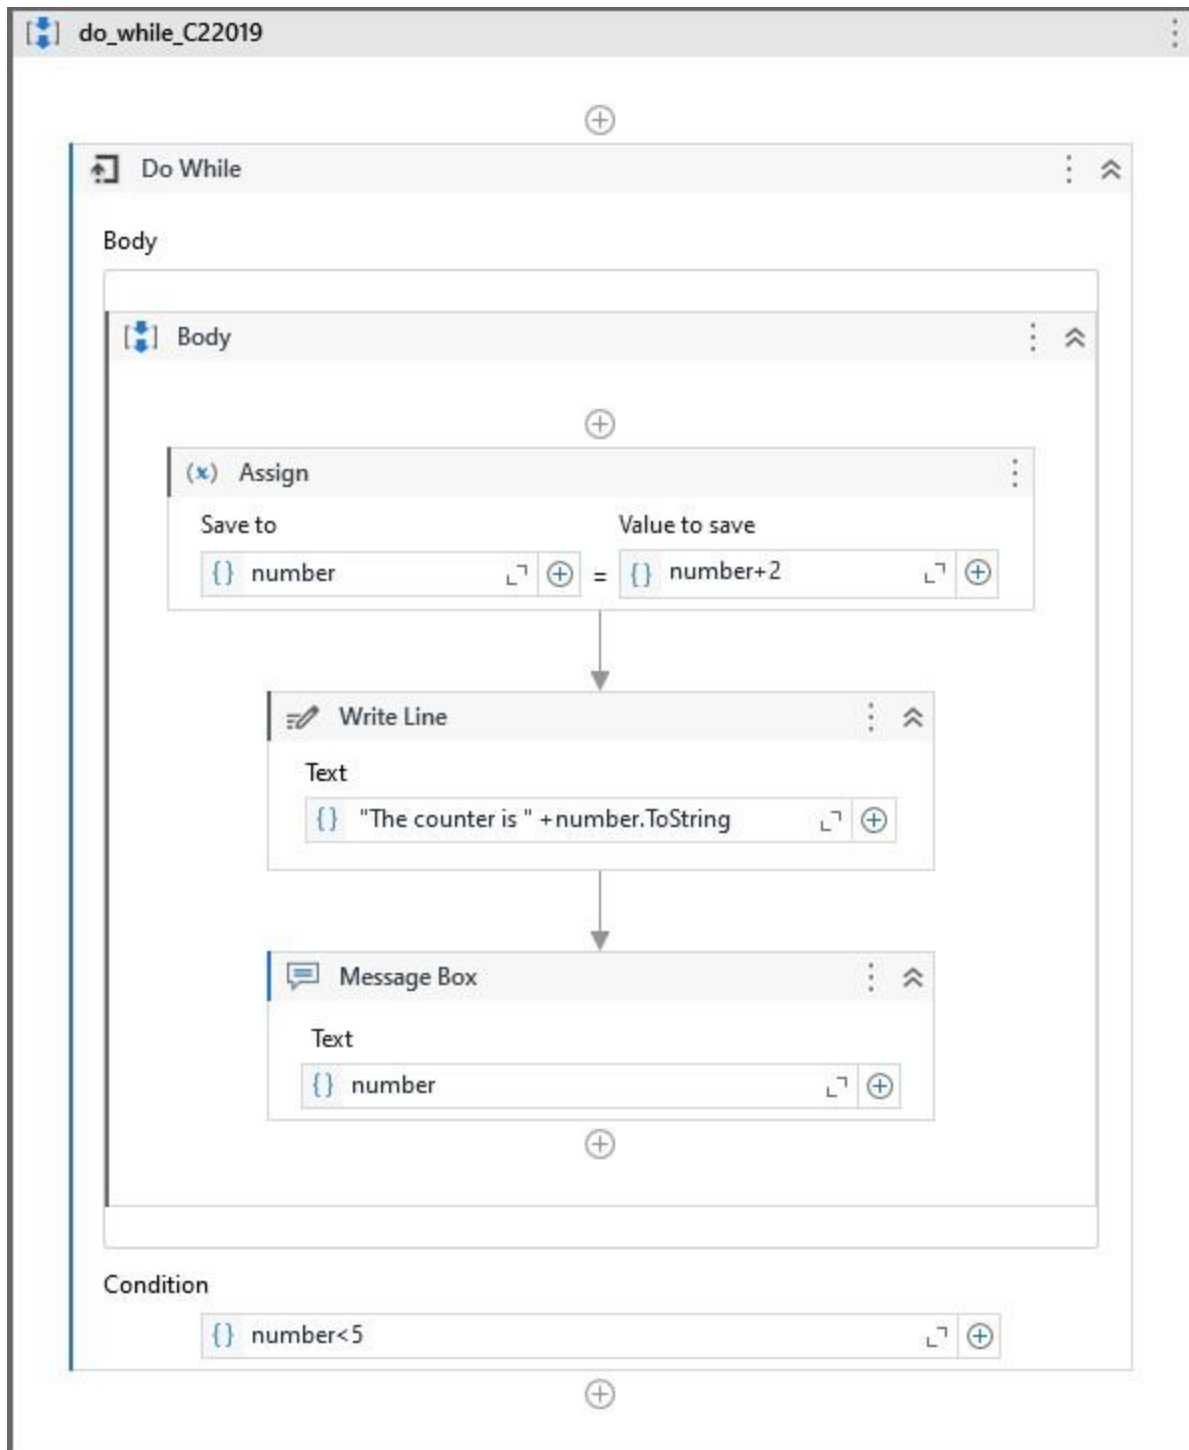 do_while_C22019
Do While
Body
Body
(x) Assign
Save to Value to save
{} number = {} number+2
Write Line
Text
{} "The counter is " +number.ToString
Message Box
Text
{} number
Condition
{} number<5